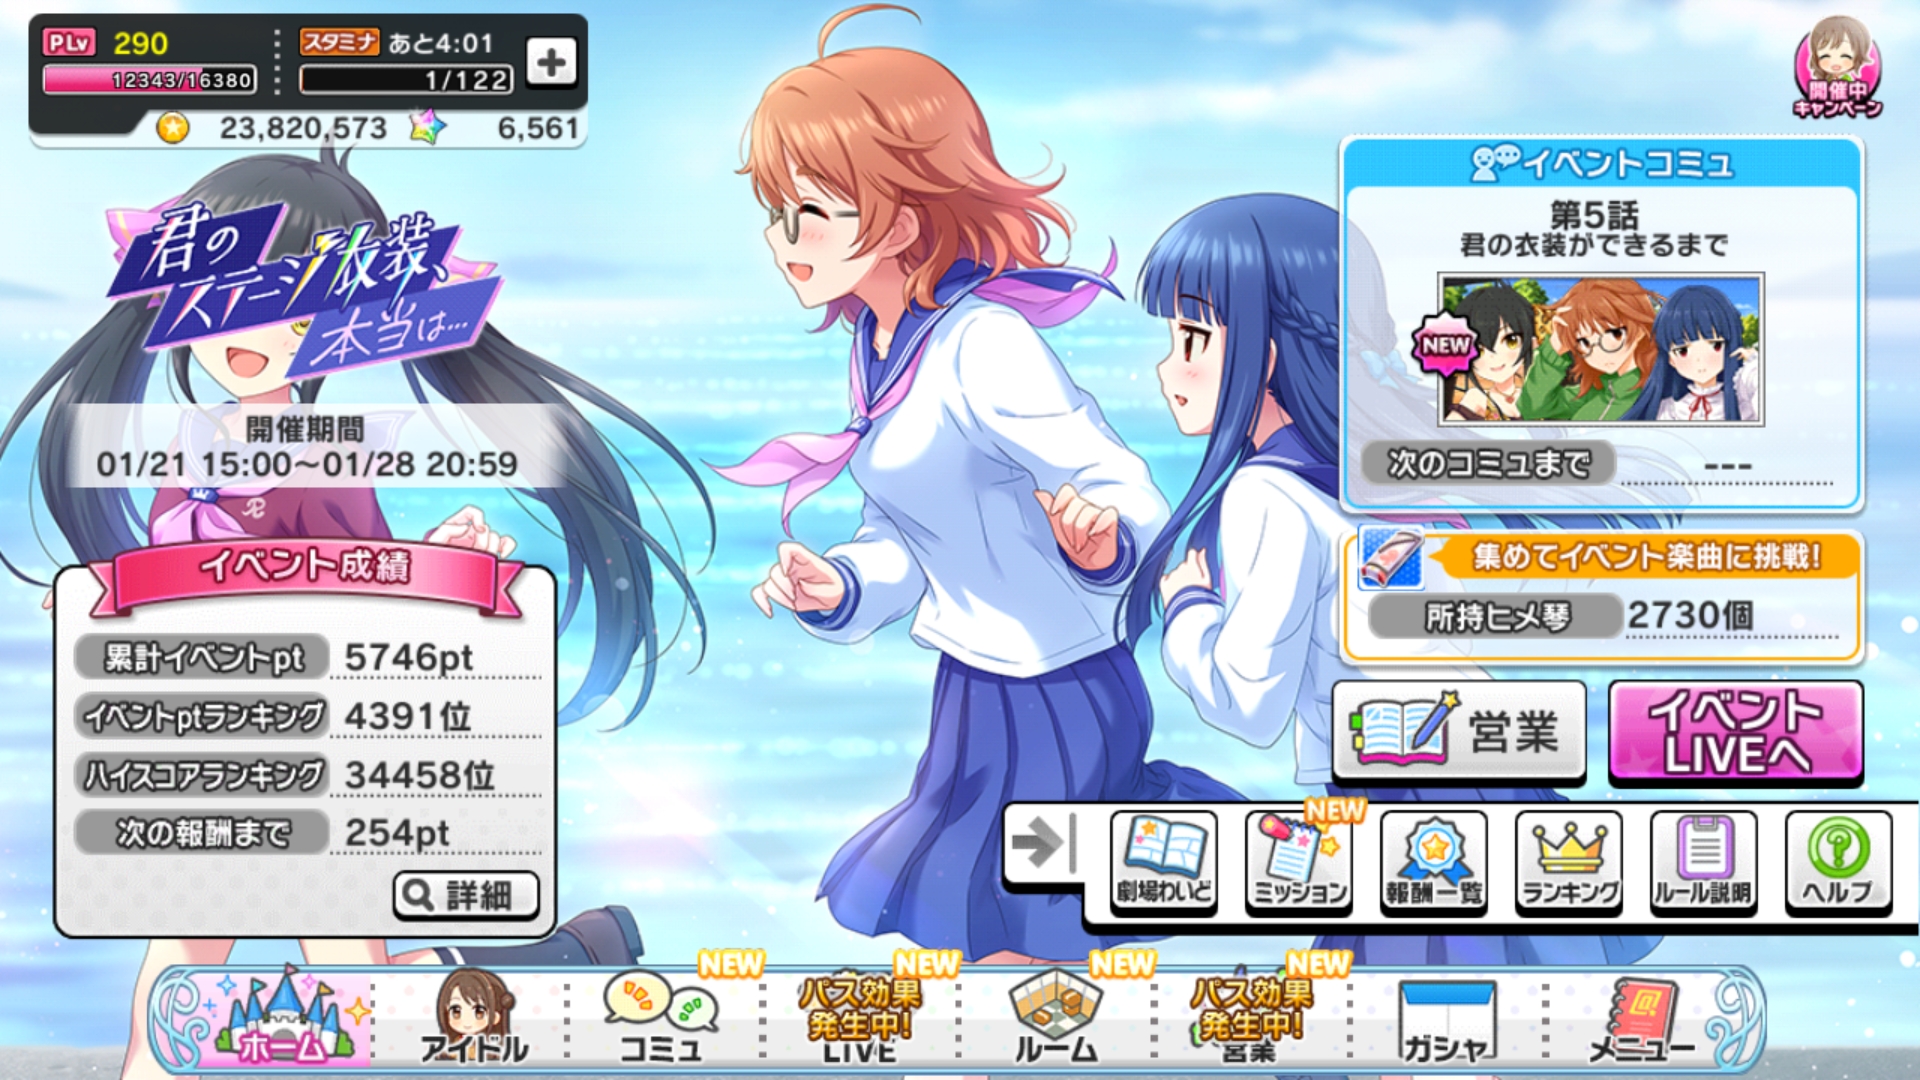 PLv 290
12343/16380
スタミナ あと4:01
1/122
23,820,573
6,561
開催中
キャンペーン
君の
ステージ衣装、
本当は…
開催期間
01/21 15:00〜01/28 20:59
イベント成績
累計イベントpt 5746pt
イベントptランキング 4391位
ハイスコアランキング 34458位
次の報酬まで 254pt
詳細
イベントコミュ
第5話
君の衣装ができるまで
NEW
次のコミュまで ---
集めてイベント楽曲に挑戦!
所持ヒメ琴 2730個
営業
イベント
LIVEへ
劇場わいど
NEW
ミッション
報酬一覧
ランキング
ルール説明
ヘルプ
ホーム
アイドル
NEW
コミュ
NEW
パス効果
発生中!
LIVE
NEW
ルーム
NEW
パス効果
発生中!
営業
ガシャ
メニュー